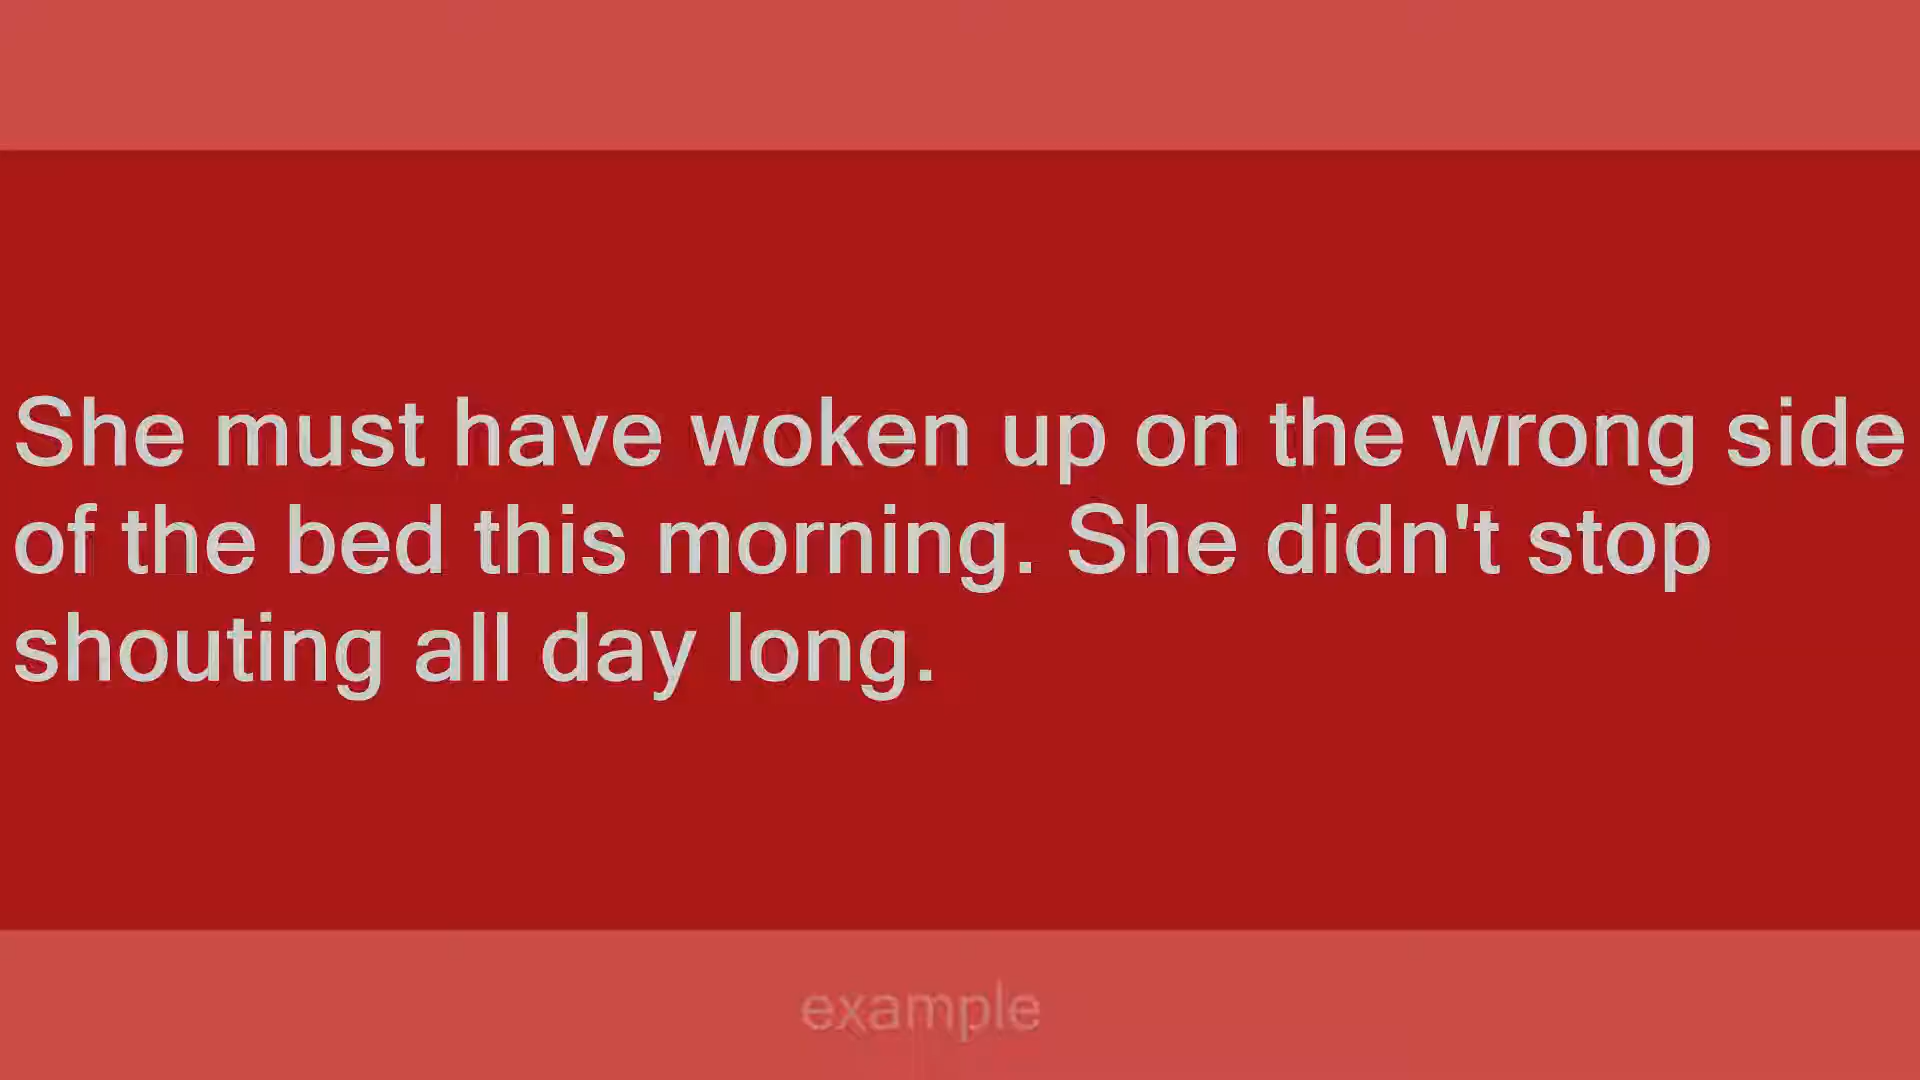 She must have woken up on the wrong side
of the bed this morning. She didn't stop
shouting all day long.
example